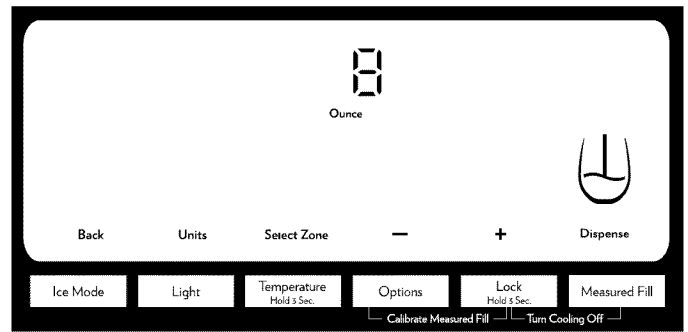 8
Ounce
Back Units Select Zone — + Dispense
Ice Mode Light Temperature Options Lock Measured Fill
Hold 3 Sec. Hold 3 Sec.
Calibrate Measured Fill Turn Cooling Off